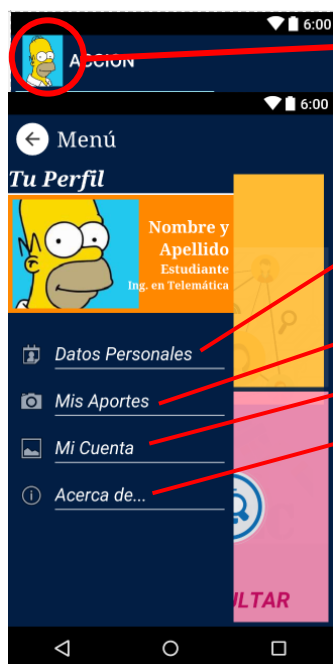 6:00
ACCION
6:00
Menú
Tu Perfil
Nombre y
Apellido
Estudiante
Ing. en Telemática
Datos Personales
Mis Aportes
Mi Cuenta
Acerca de...
ULTAR